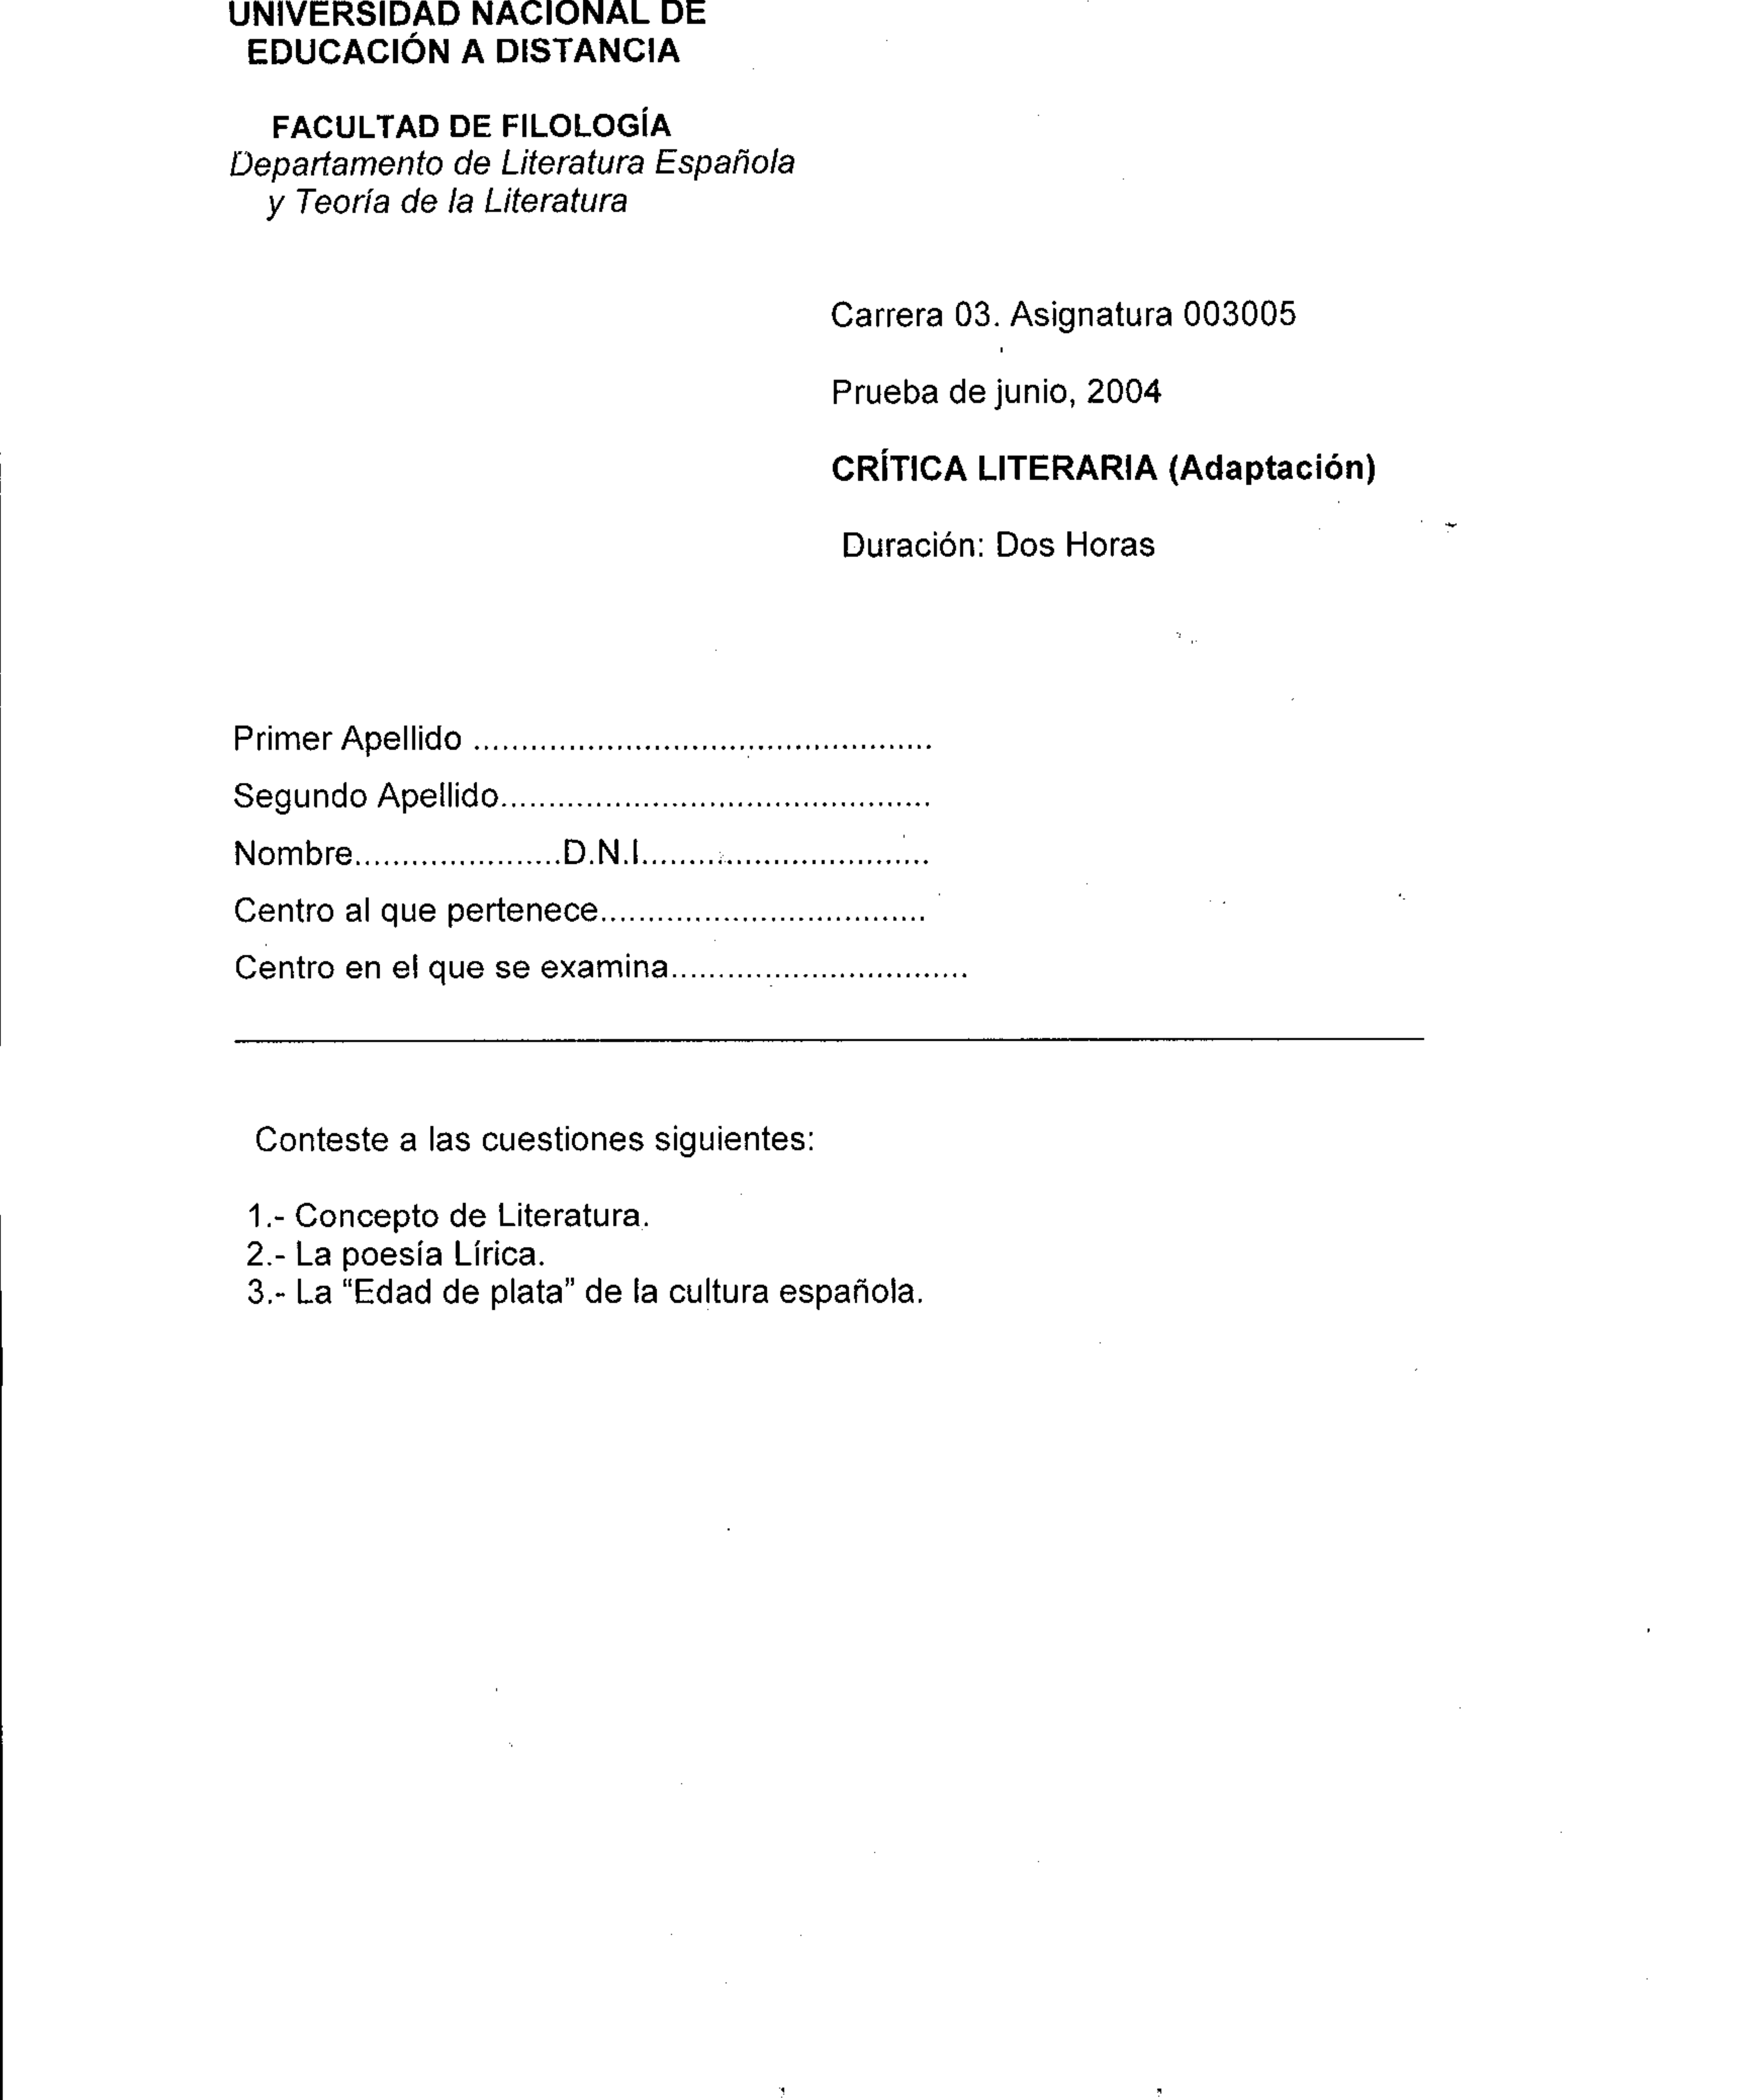 UNIVERSIDAD NACIONAL DE
EDUCACIÓN A DISTANCIA
FACULTAD DE FILOLOGÍA
Departamento de Literatura Española
y Teoría de la Literatura
Carrera 03. Asignatura 003005
Prueba de junio, 2004
CRÍTICA LITERARIA (Adaptación)
Duración: Dos Horas
Primer Apellido ................................................
Segundo Apellido.............................................
Nombre......................D.N.I..............................
Centro al que pertenece..................................
Centro en el que se examina...............................
Conteste a las cuestiones siguientes:
1.- Concepto de Literatura.
2.- La poesía Lírica.
3.- La “Edad de plata” de la cultura española.